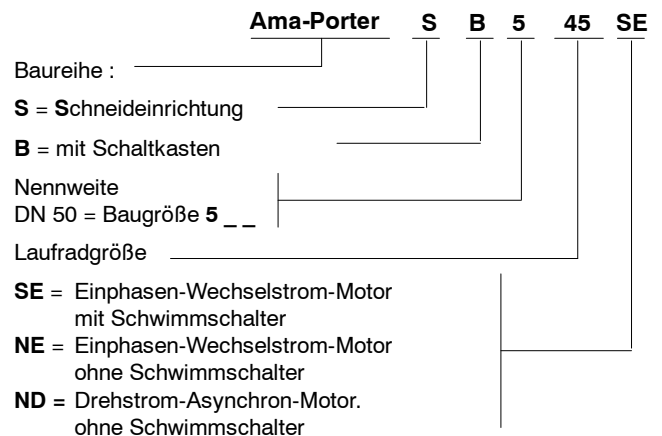 Ama-Porter S B 5 45 SE
Baureihe :
S = Schneideinrichtung
B = mit Schaltkasten
Nennweite
DN 50 = Baugröße 5 _ _
Laufradgröße
SE = Einphasen-Wechselstrom-Motor
mit Schwimmschalter
NE = Einphasen-Wechselstrom-Motor
ohne Schwimmschalter
ND = Drehstrom-Asynchron-Motor.
ohne Schwimmschalter